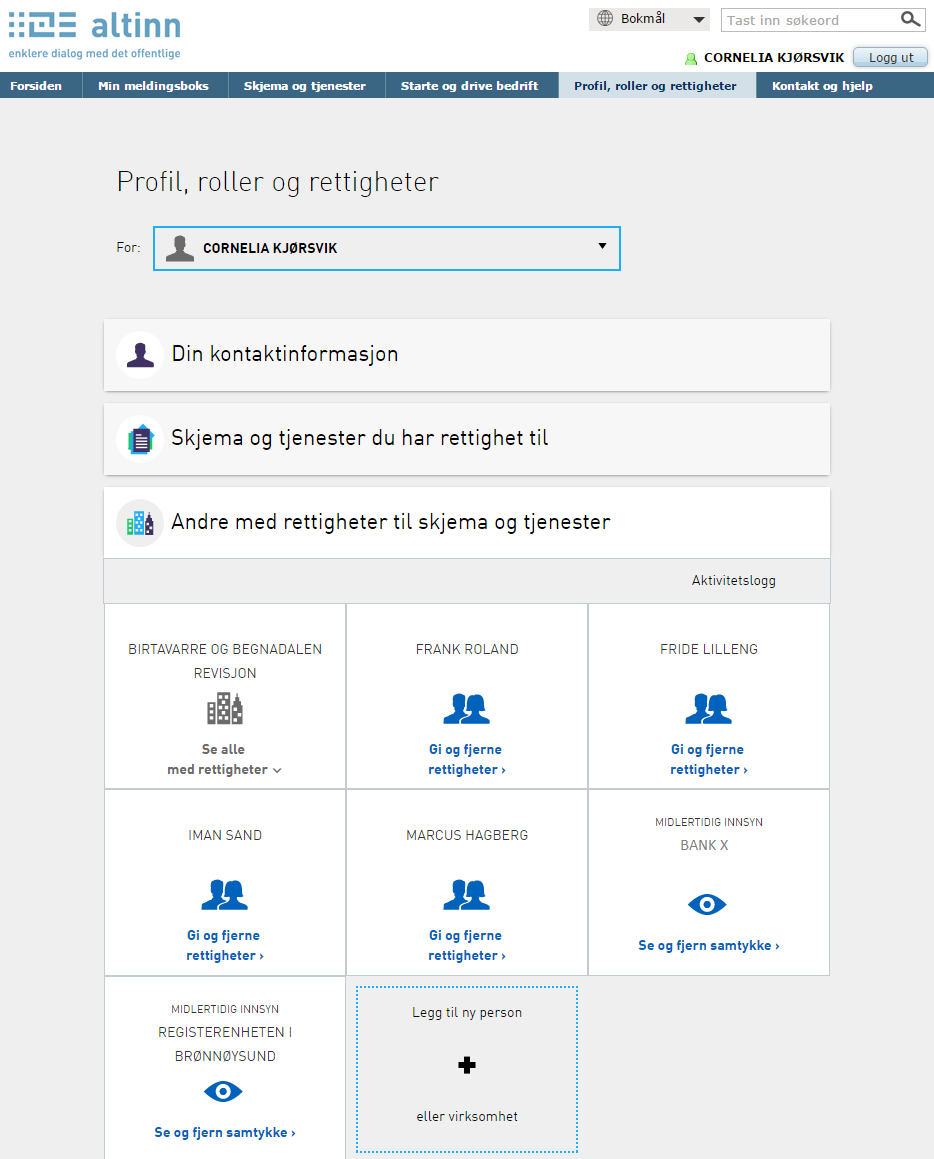 altinn
enklere dialog med det offentlige
Bokmål
Tast inn søkeord
CORNELIA KJØRSVIK
Logg ut
Forsiden
Min meldingsboks
Skjema og tjenester
Starte og drive bedrift
Profil, roller og rettigheter
Kontakt og hjelp
Profil, roller og rettigheter
For:
CORNELIA KJØRSVIK
Din kontaktinformasjon
Skjema og tjenester du har rettighet til
Andre med rettigheter til skjema og tjenester
Aktivitetslogg
BIRTAVARRE OG BEGNADALEN
REVISJON
Se alle
med rettigheter
FRANK ROLAND
Gi og fjerne
rettigheter ›
FRIDE LILLENG
Gi og fjerne
rettigheter ›
IMAN SAND
Gi og fjerne
rettigheter ›
MARCUS HAGBERG
Gi og fjerne
rettigheter ›
MIDLERTIDIG INNSYN
BANK X
Se og fjern samtykke ›
MIDLERTIDIG INNSYN
REGISTERENHETEN I
BRØNNØYSUND
Se og fjern samtykke ›
Legg til ny person
eller virksomhet